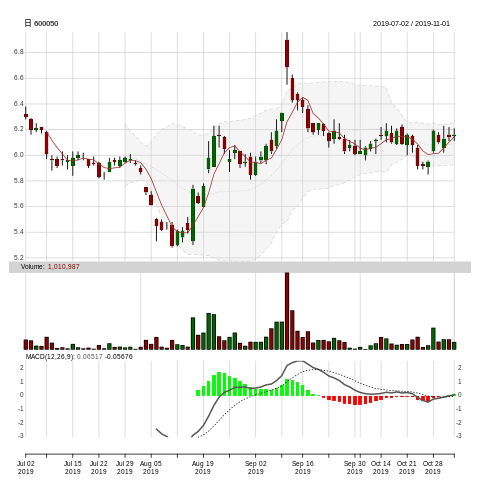 日 600050
2019-07-02 / 2019-11-01
6.8
6.6
6.4
6.2
6.0
5.8
5.6
5.4
5.2
Volume: 1,010,987
MACD(12,26,9): 0.06517 -0.05676
2 2
1 1
0 0
-1 -1
-2 -2
-3 -3
Jul 02 Jul 15 Jul 22 Jul 29 Aug 05 Aug 19 Sep 02 Sep 16 Sep 30 Oct 14 Oct 21 Oct 28
2019 2019 2019 2019 2019 2019 2019 2019 2019 2019 2019 2019